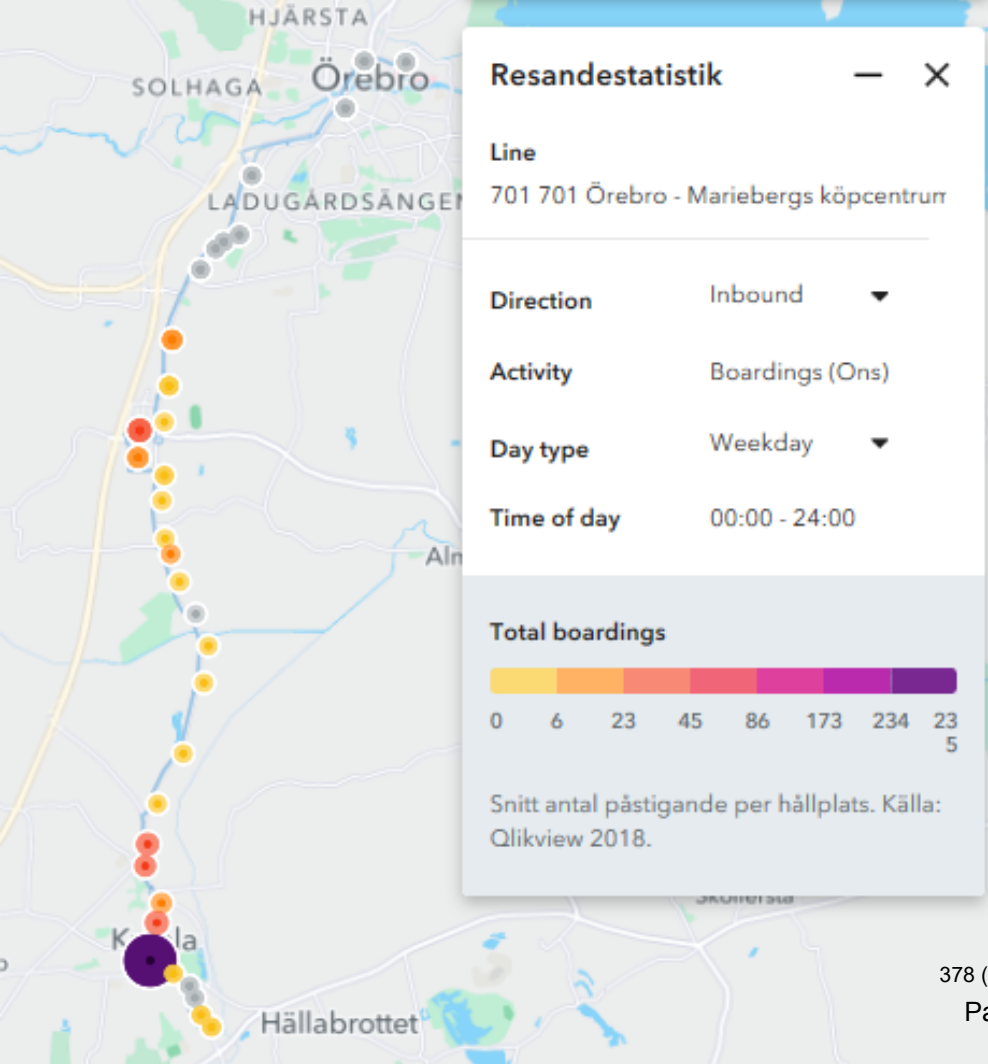 HJÄRSTA
SOLHAGA
Örebro
LADUGÅRDSÄNGEN
Hällabrottet
Resandestatistik
Line
701 701 Örebro - Mariebergs köpcentrum
Direction
Inbound
Activity
Boardings (Ons)
Day type
Weekday
Time of day
00:00 - 24:00
Total boardings
0 6 23 45 86 173 234 23
5
Snitt antal påstigande per hållplats. Källa:
Qlikview 2018.
378 (
Pa